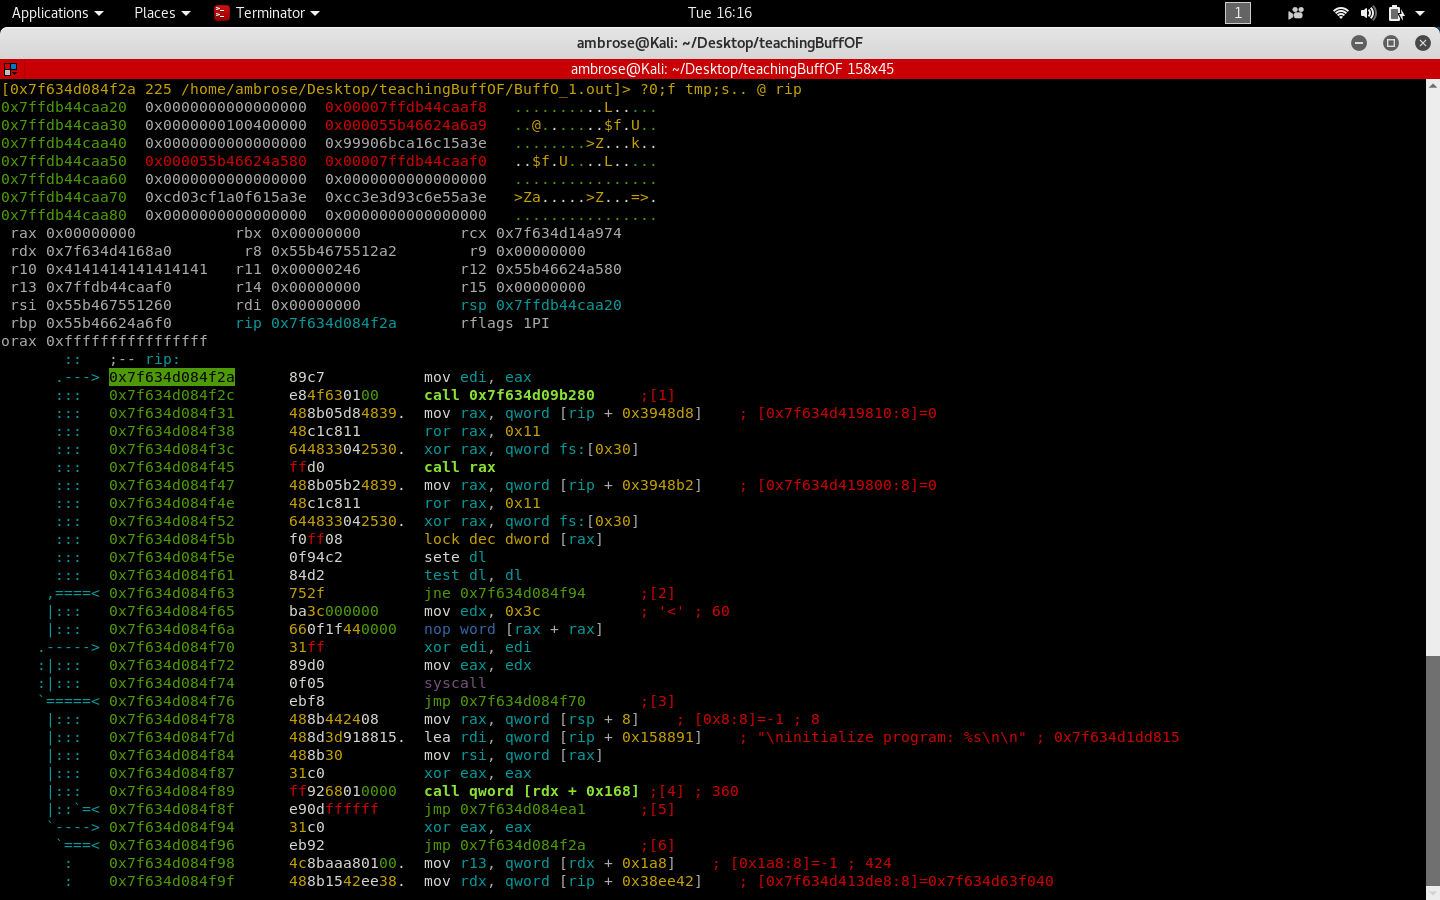 Applications Places Terminator Tue 16:16 1
ambrose@Kali: ~/Desktop/teachingBuffOF
ambrose@Kali: ~/Desktop/teachingBuffOF 158x45
[0x7f634d084f2a 225 /home/ambrose/Desktop/teachingBuffOF/BuffO_1.out]> ?0;f tmp;s.. @ rip
0x7ffdb44caa20  0x0000000000000000  0x00007ffdb44caaf8   ..........L.....
0x7ffdb44caa30  0x0000000100400000  0x000055b46624a6a9   ..@.......$f.U..
0x7ffdb44caa40  0x0000000000000000  0x99906bca16c15a3e   ........>Z...k..
0x7ffdb44caa50  0x000055b46624a580  0x00007ffdb44caaf0   ..$f.U....L.....
0x7ffdb44caa60  0x0000000000000000  0x0000000000000000   ................
0x7ffdb44caa70  0xcd03cf1a0f615a3e  0xcc3e3d93c6e55a3e   >Za.....>Z...=>.
0x7ffdb44caa80  0x0000000000000000  0x0000000000000000   ................
rax 0x00000000           rbx 0x00000000           rcx 0x7f634d14a974
rdx 0x7f634d4168a0        r8 0x55b4675512a2        r9 0x00000000
r10 0x4141414141414141   r11 0x00000246           r12 0x55b46624a580
r13 0x7ffdb44caaf0       r14 0x00000000           r15 0x00000000
rsi 0x55b467551260       rdi 0x00000000           rsp 0x7ffdb44caa20
rbp 0x55b46624a6f0       rip 0x7f634d084f2a       rflags 1PI
orax 0xffffffffffffffff
::   ;-- rip:
.---> 0x7f634d084f2a      89c7           mov edi, eax
:::   0x7f634d084f2c      e84f630100     call 0x7f634d09b280     ;[1]
:::   0x7f634d084f31      488b05d84839.  mov rax, qword [rip + 0x3948d8]    ; [0x7f634d419810:8]=0
:::   0x7f634d084f38      48c1c811       ror rax, 0x11
:::   0x7f634d084f3c      644833042530.  xor rax, qword fs:[0x30]
:::   0x7f634d084f45      ffd0           call rax
:::   0x7f634d084f47      488b05b24839.  mov rax, qword [rip + 0x3948b2]    ; [0x7f634d419800:8]=0
:::   0x7f634d084f4e      48c1c811       ror rax, 0x11
:::   0x7f634d084f52      644833042530.  xor rax, qword fs:[0x30]
:::   0x7f634d084f5b      f0ff08         lock dec dword [rax]
:::   0x7f634d084f5e      0f94c2         sete dl
:::   0x7f634d084f61      84d2           test dl, dl
,====< 0x7f634d084f63      752f           jne 0x7f634d084f94      ;[2]
|:::   0x7f634d084f65      ba3c000000     mov edx, 0x3c           ; '<' ; 60
|:::   0x7f634d084f6a      660f1f440000   nop word [rax + rax]
.-----> 0x7f634d084f70      31ff           xor edi, edi
:|:::   0x7f634d084f72      89d0           mov eax, edx
:|:::   0x7f634d084f74      0f05           syscall
`=====< 0x7f634d084f76      ebf8           jmp 0x7f634d084f70      ;[3]
|:::   0x7f634d084f78      488b442408     mov rax, qword [rsp + 8]    ; [0x8:8]=-1 ; 8
|:::   0x7f634d084f7d      488d3d918815.  lea rdi, qword [rip + 0x158891]    ; "\ninitialize program: %s\n\n" ; 0x7f634d1dd815
|:::   0x7f634d084f84      488b30         mov rsi, qword [rax]
|:::   0x7f634d084f87      31c0           xor eax, eax
|:::   0x7f634d084f89      ff9268010000   call qword [rdx + 0x168] ;[4] ; 360
|::`=< 0x7f634d084f8f      e90dffffff     jmp 0x7f634d084ea1      ;[5]
`----> 0x7f634d084f94      31c0           xor eax, eax
`===< 0x7f634d084f96      eb92           jmp 0x7f634d084f2a      ;[6]
:     0x7f634d084f98      4c8baaa80100.  mov r13, qword [rdx + 0x1a8]    ; [0x1a8:8]=-1 ; 424
:     0x7f634d084f9f      488b1542ee38.  mov rdx, qword [rip + 0x38ee42]    ; [0x7f634d413de8:8]=0x7f634d63f040